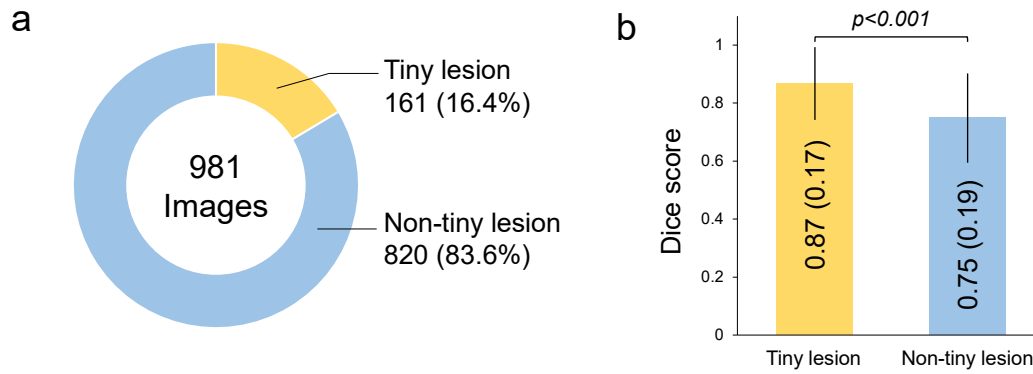 a
981
Images
Tiny lesion
161 (16.4%)
Non-tiny lesion
820 (83.6%)
b
p<0.001
Dice score
1
0.8
0.6
0.4
0.2
0
0.87 (0.17)
0.75 (0.19)
Tiny lesion
Non-tiny lesion